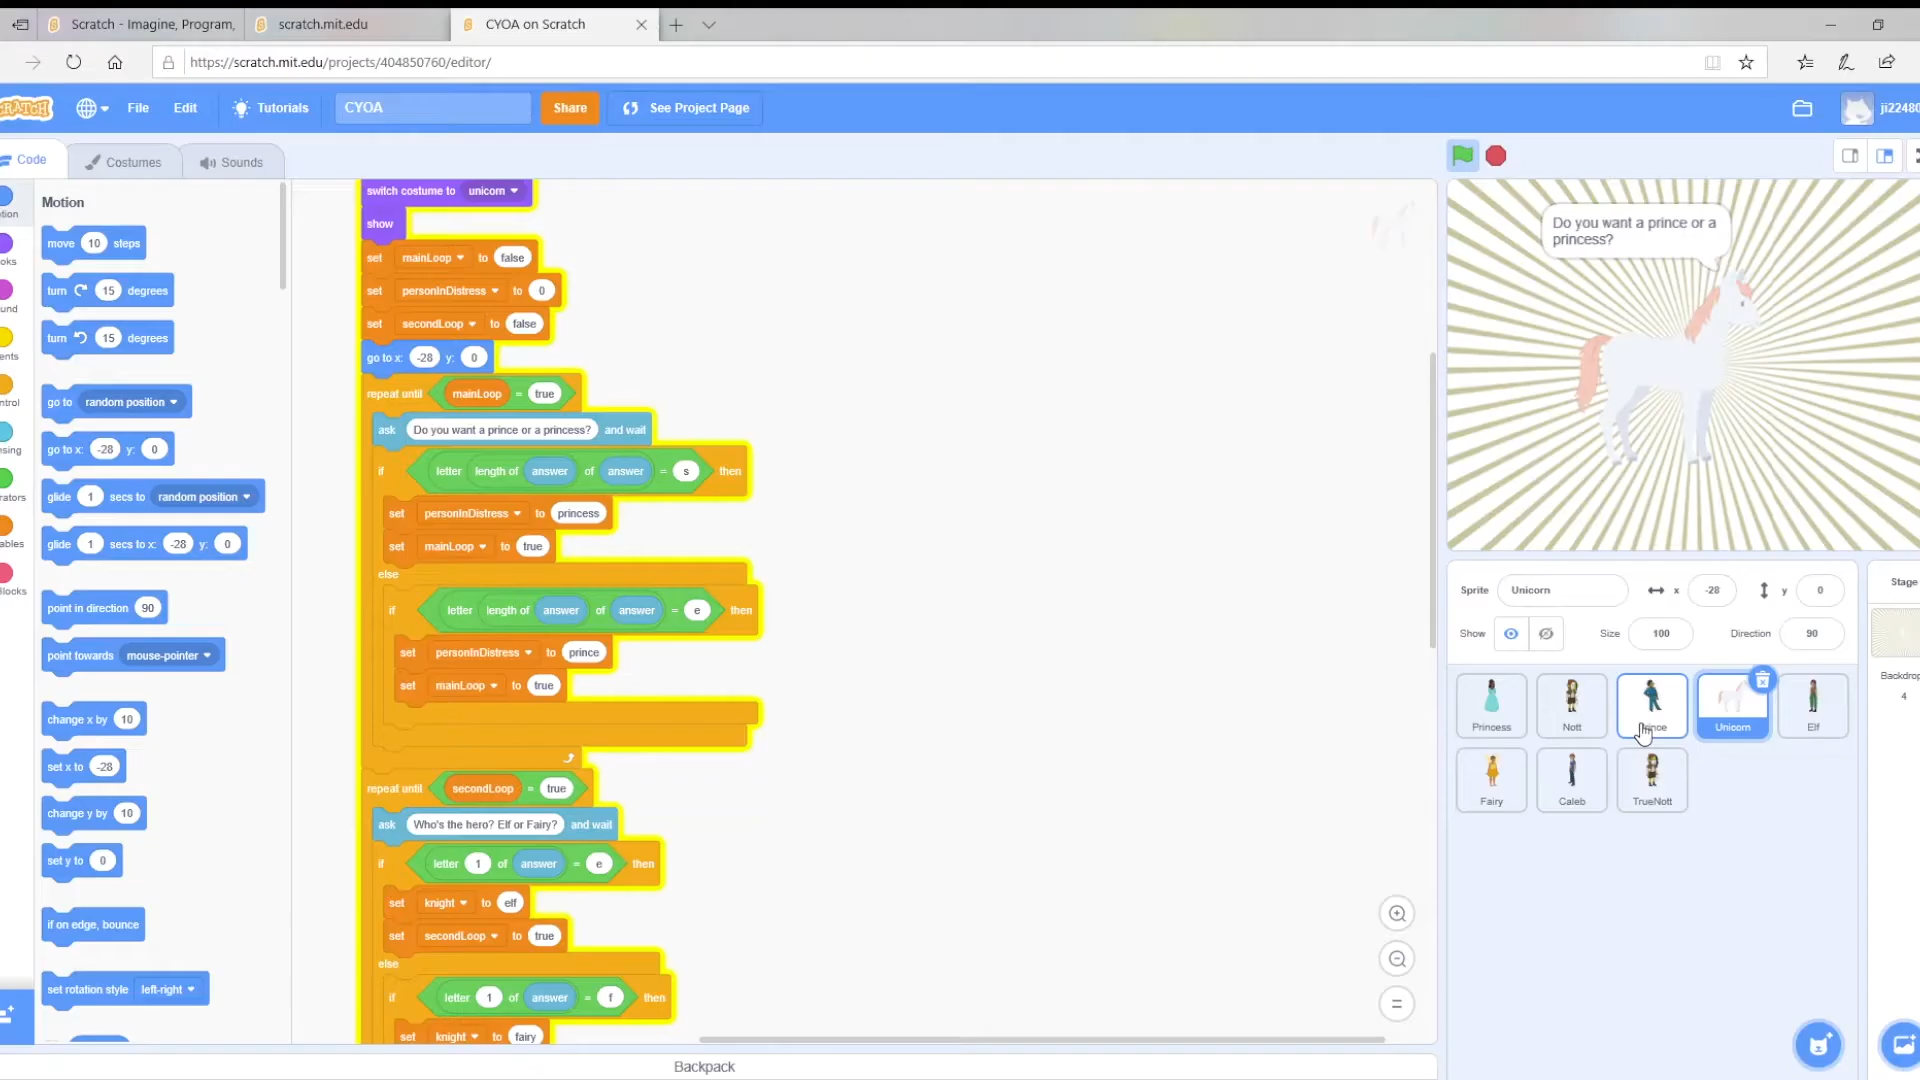 Scratch - Imagine, Program,
scratch.mit.edu
CYOA on Scratch
https://scratch.mit.edu/projects/404850760/editor/
File
Edit
Tutorials
CYOA
Share
See Project Page
Code
Costumes
Sounds
Motion
move 10 steps
turn 15 degrees
turn 15 degrees
go to random position
go to x: -28 y: 0
glide 1 secs to random position
glide 1 secs to x: -28 y: 0
point in direction 90
point towards mouse-pointer
change x by 10
set x to -28
change y by 10
set y to 0
if on edge, bounce
set rotation style left-right
switch costume to unicorn
show
set mainLoop to false
set personInDistress to 0
set secondLoop to false
go to x: -28 y: 0
repeat until mainLoop = true
ask Do you want a prince or a princess? and wait
if letter length of answer of answer = s then
set personInDistress to princess
set mainLoop to true
else
if letter length of answer of answer = e then
set personInDistress to prince
set mainLoop to true
repeat until secondLoop = true
ask Who's the hero? Elf or Fairy? and wait
if letter 1 of answer = e then
set knight to elf
set secondLoop to true
else
if letter 1 of answer = f then
set knight to fairy
Backpack
Do you want a prince or a
princess?
Sprite Unicorn x -28 y 0
Show Size 100 Direction 90
Princess
Nott
Unicorn
Elf
Fairy
Caleb
TrueNott
Stage
4